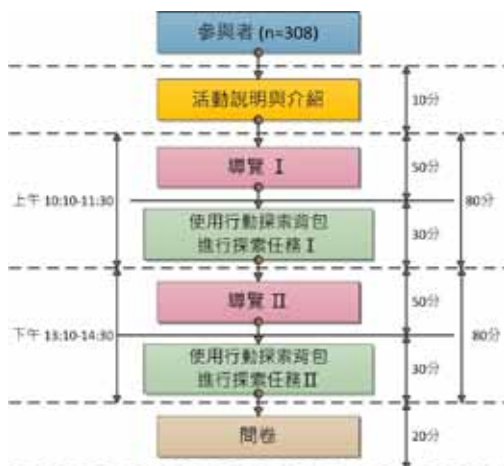 參與者 (n=308)
活動說明與介紹
10分
導覽 I
50分
上午 10:10-11:30
80分
使用行動探索背包
進行探索任務 I
30分
導覽 II
50分
下午 13:10-14:30
80分
使用行動探索背包
進行探索任務 II
30分
問卷
20分